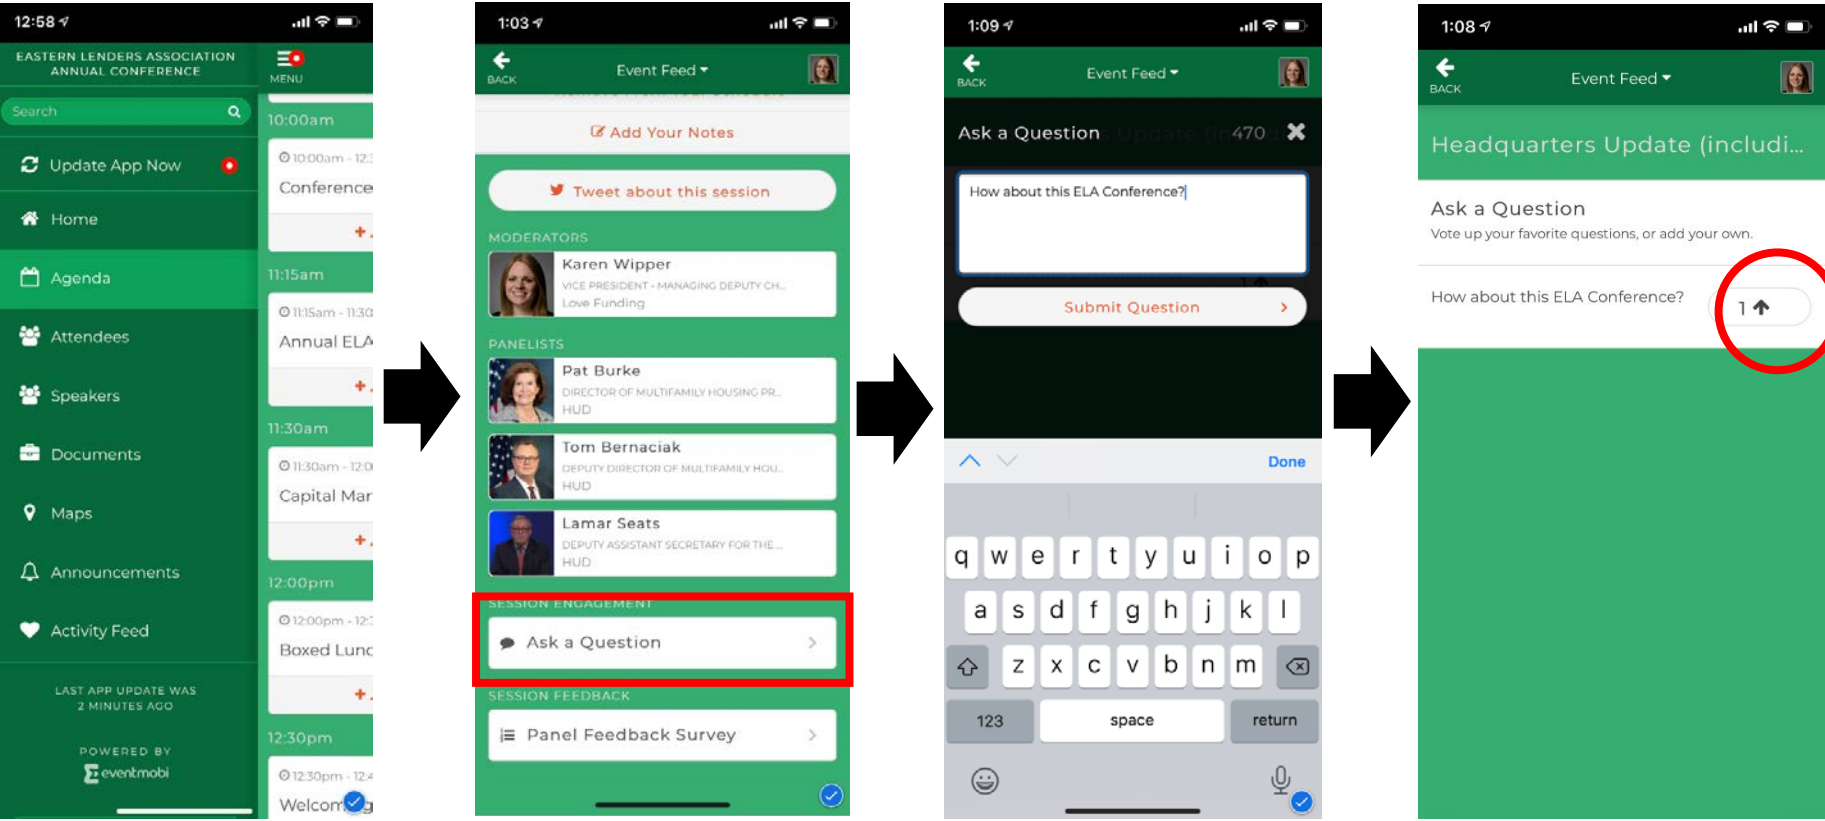 12:58
EASTERN LENDERS ASSOCIATION
ANNUAL CONFERENCE
Search
Update App Now
Home
Agenda
Attendees
Speakers
Documents
Maps
Announcements
Activity Feed
LAST APP UPDATE WAS
2 MINUTES AGO
POWERED BY
eventmobi
MENU
10:00am
10:00am - 12:3
Conference
11:15am
11:15am - 11:30
Annual ELA
11:30am
11:30am - 12:0
Capital Mar
12:00pm
12:00pm - 12:
Boxed Lunc
12:30pm
12:30pm - 12:4
1:03
BACK
Event Feed
Add Your Notes
Tweet about this session
MODERATORS
Karen Wipper
VICE PRESIDENT - MANAGING DEPUTY CH...
Love Funding
PANELISTS
Pat Burke
DIRECTOR OF MULTIFAMILY HOUSING PR...
HUD
Tom Bernaciak
DEPUTY DIRECTOR OF MULTIFAMILY HOU...
HUD
Lamar Seats
DEPUTY ASSISTANT SECRETARY FOR THE ...
HUD
SESSION ENGAGEMENT
Ask a Question
SESSION FEEDBACK
Panel Feedback Survey
1:09
BACK
Event Feed
Ask a Question 470
How about this ELA Conference?
Submit Question
Done
q w e r t y u i o p
a s d f g h j k l
z x c v b n m
123 space return
1:08
BACK
Event Feed
Headquarters Update (includi...
Ask a Question
Vote up your favorite questions, or add your own.
How about this ELA Conference?
1